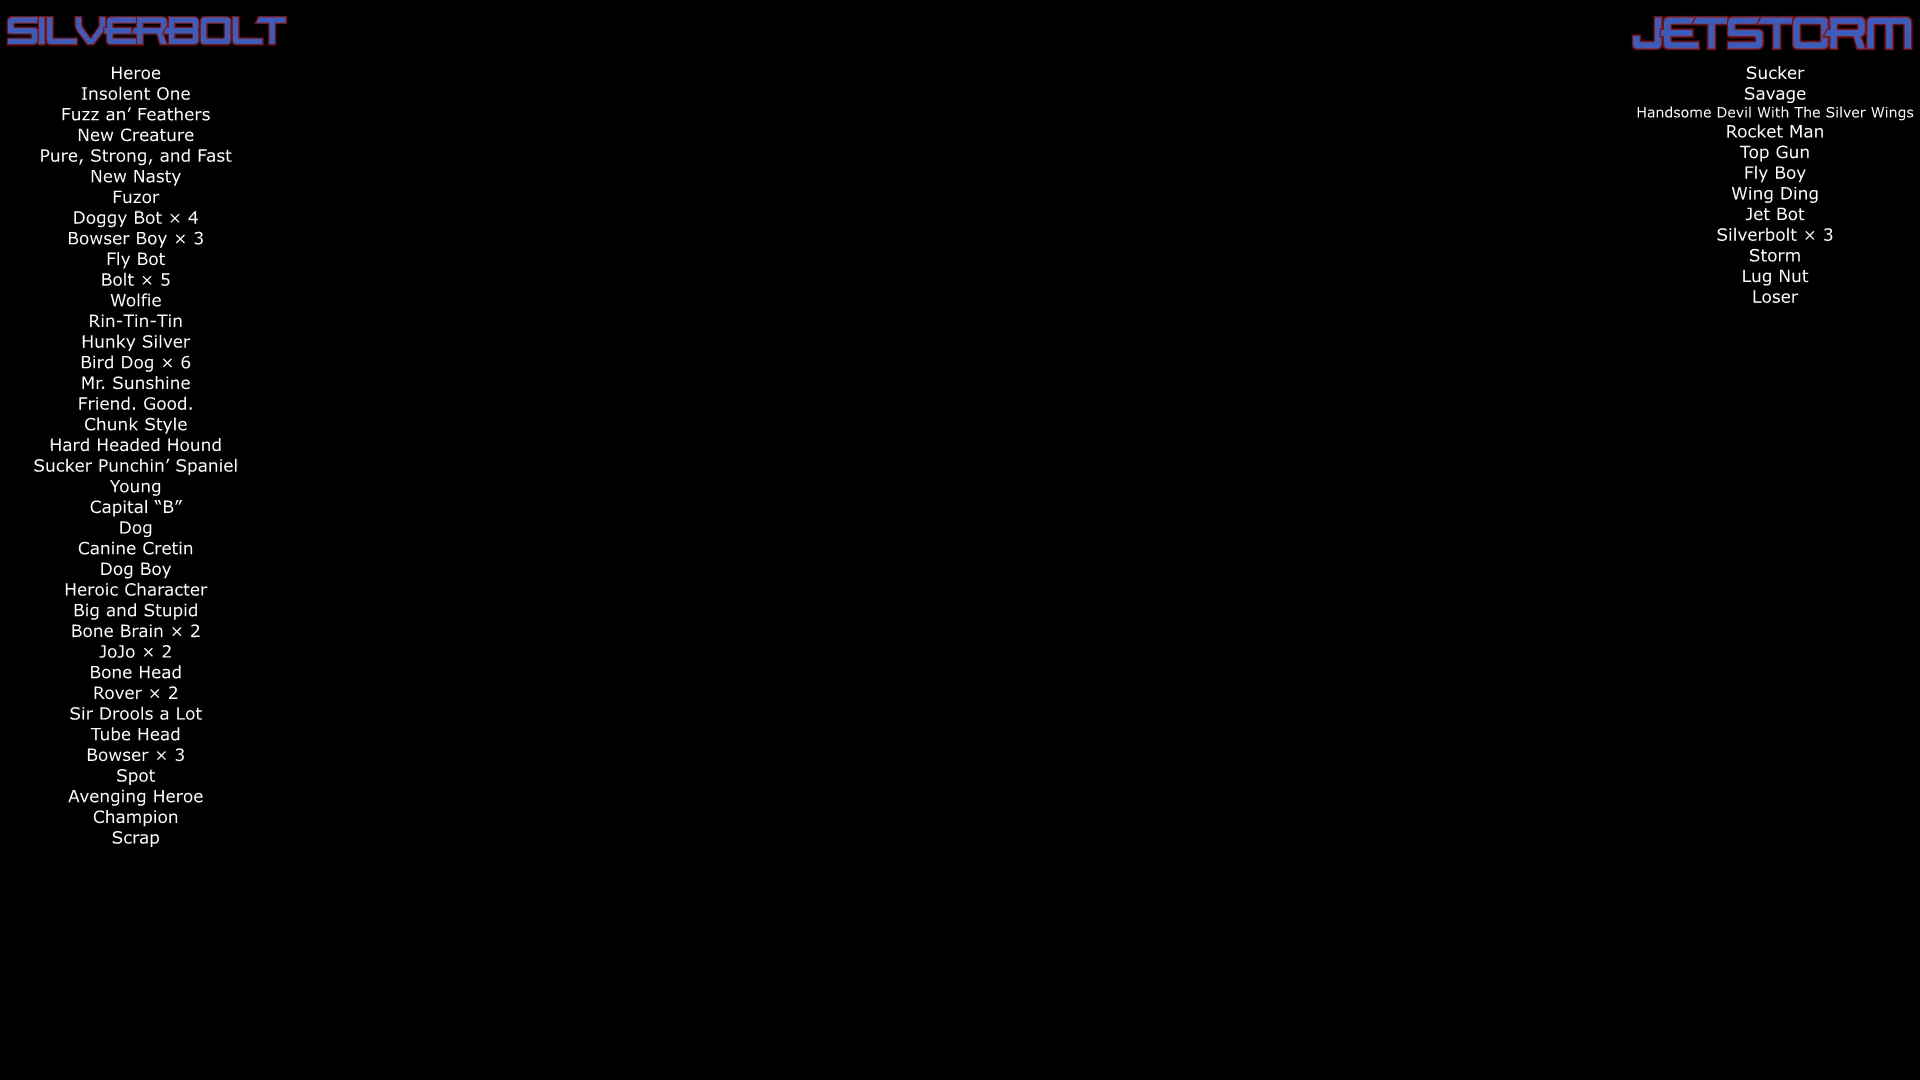 SILVERBOLT
Heroe
Insolent One
Fuzz an’ Feathers
New Creature
Pure, Strong, and Fast
New Nasty
Fuzor
Doggy Bot × 4
Bowser Boy × 3
Fly Bot
Bolt × 5
Wolfie
Rin-Tin-Tin
Hunky Silver
Bird Dog × 6
Mr. Sunshine
Friend. Good.
Chunk Style
Hard Headed Hound
Sucker Punchin’ Spaniel
Young
Capital “B”
Dog
Canine Cretin
Dog Boy
Heroic Character
Big and Stupid
Bone Brain × 2
JoJo × 2
Bone Head
Rover × 2
Sir Drools a Lot
Tube Head
Bowser × 3
Spot
Avenging Heroe
Champion
Scrap
JETSTORM
Sucker
Savage
Handsome Devil With The Silver Wings
Rocket Man
Top Gun
Fly Boy
Wing Ding
Jet Bot
Silverbolt × 3
Storm
Lug Nut
Loser